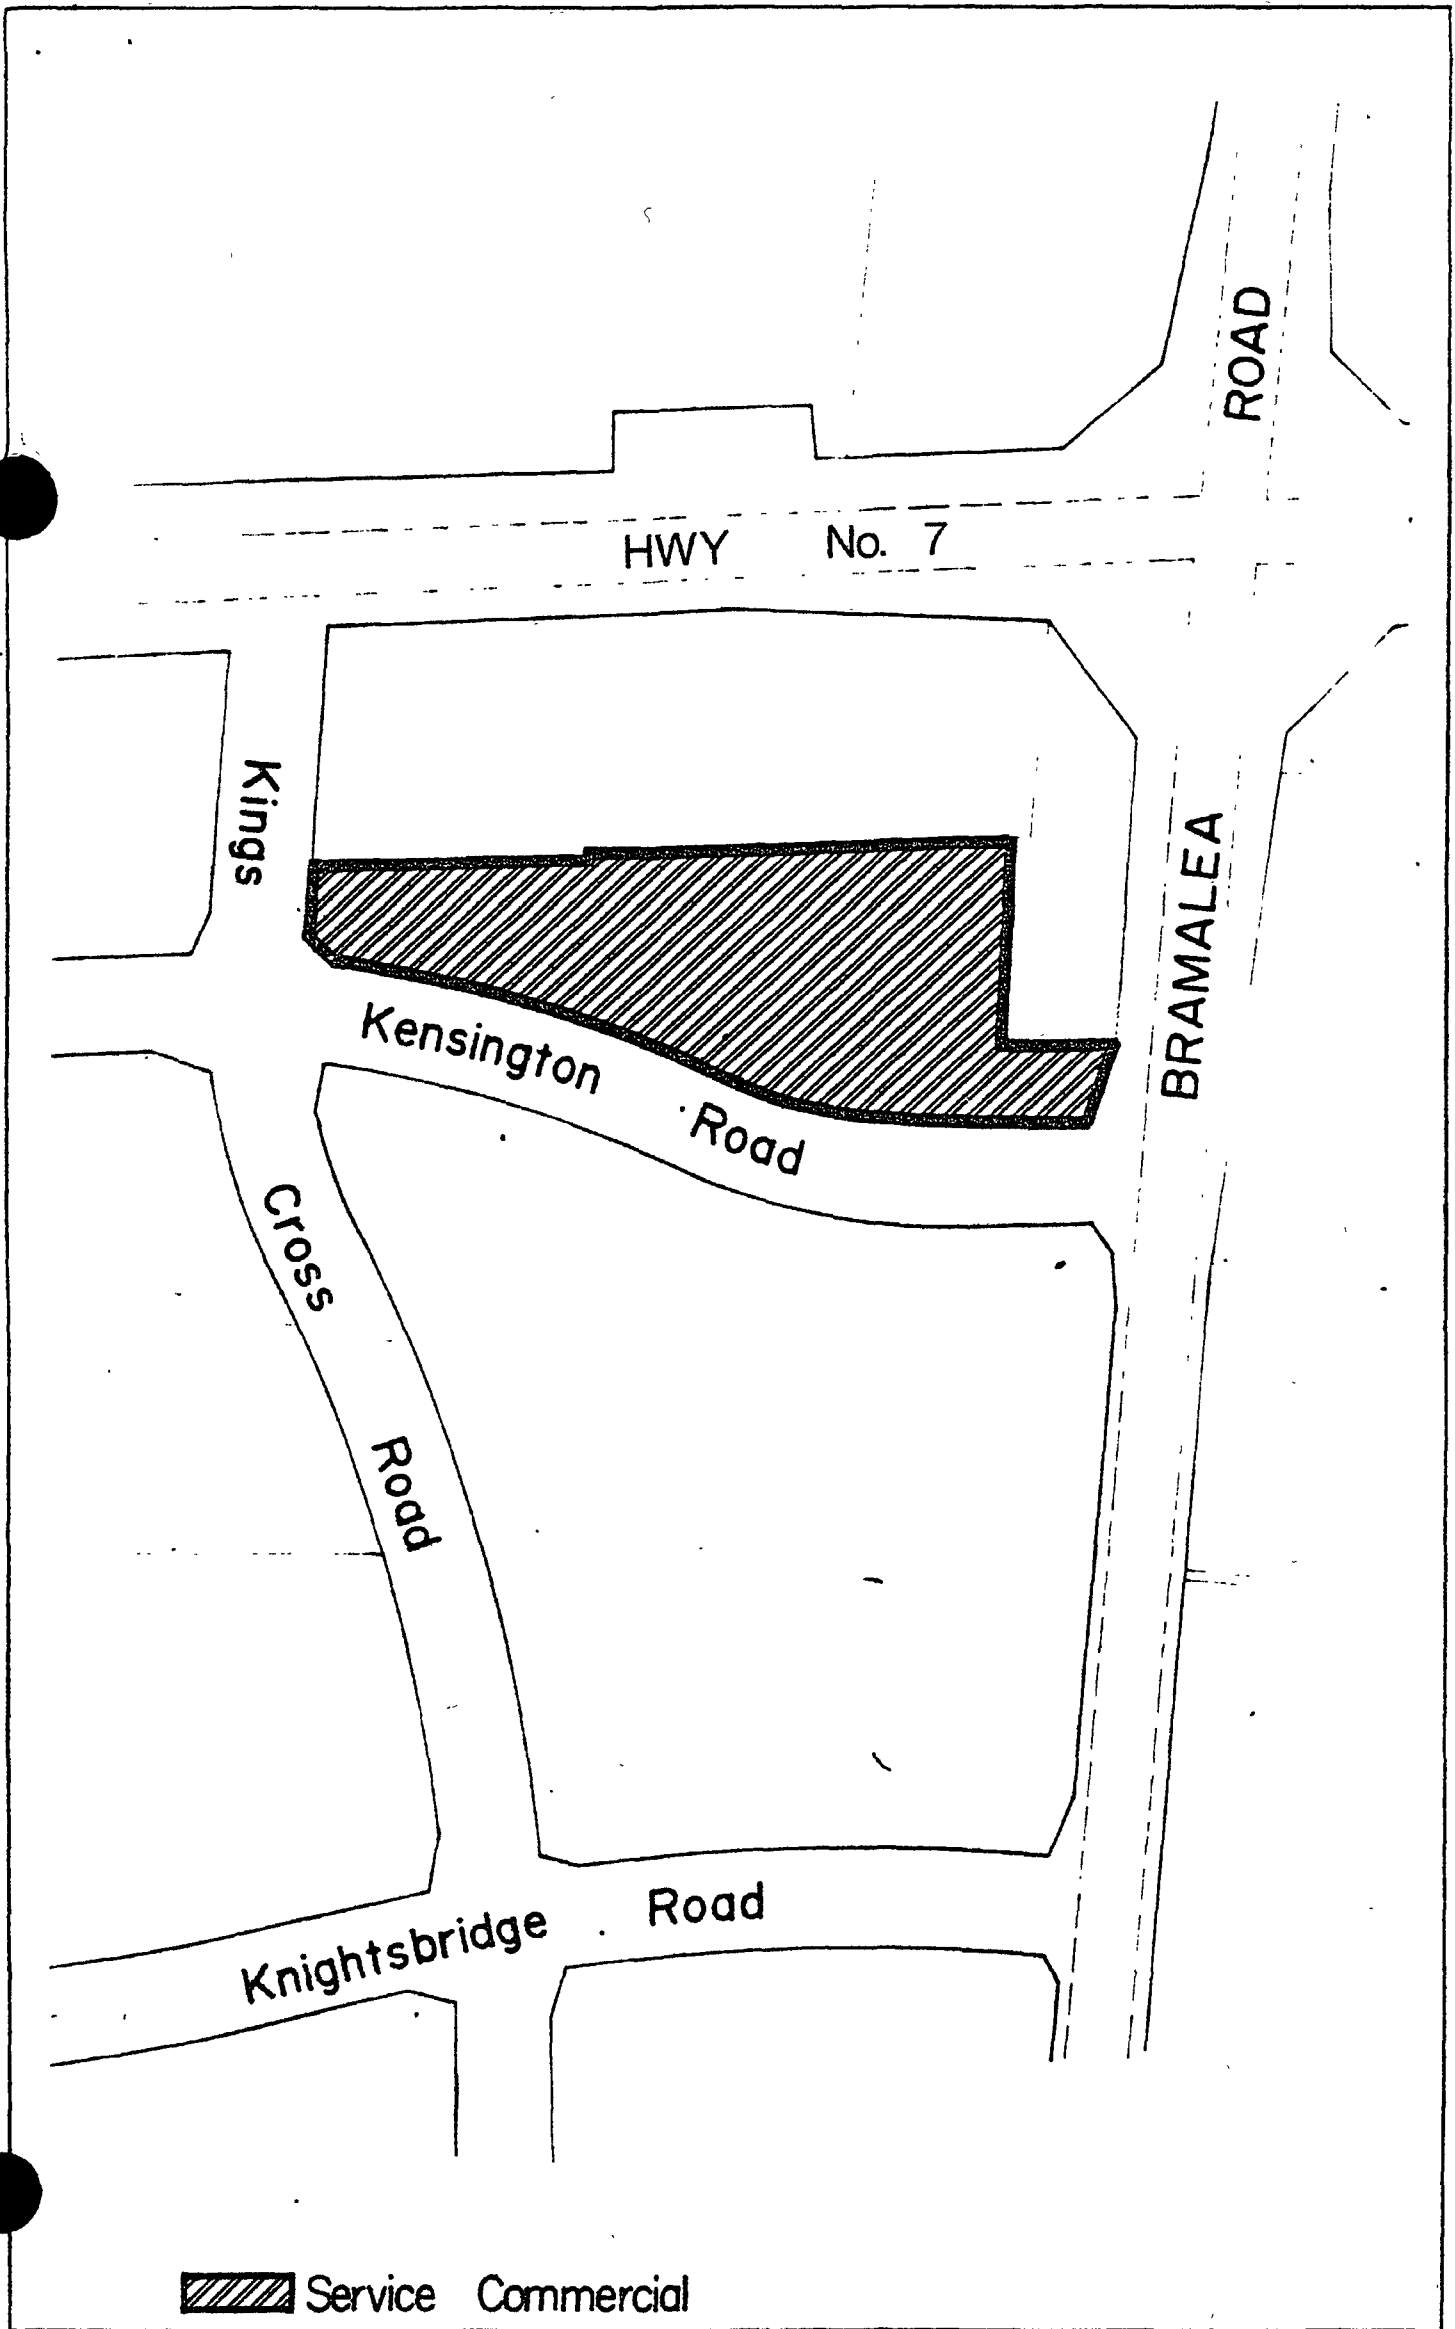 ROAD
HWY No. 7
Kings
BRAMALEA
Kensington Road
Cross
Road
Knightsbridge Road
Service Commercial